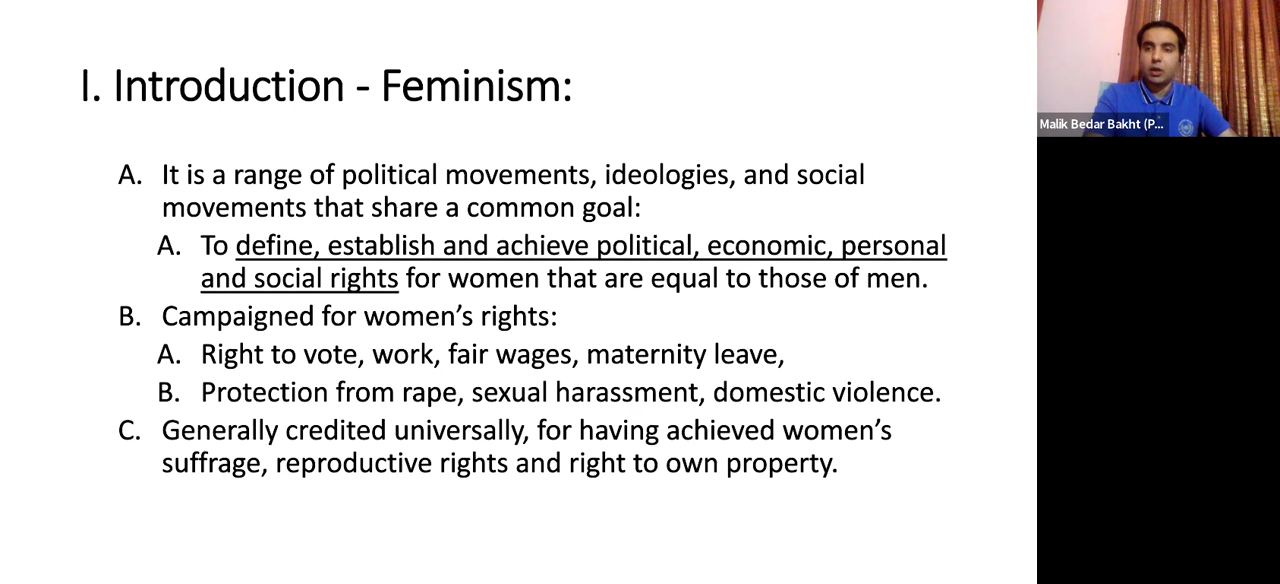 I. Introduction - Feminism:
A. It is a range of political movements, ideologies, and social
movements that share a common goal:
A. To define, establish and achieve political, economic, personal
and social rights for women that are equal to those of men.
B. Campaigned for women’s rights:
A. Right to vote, work, fair wages, maternity leave,
B. Protection from rape, sexual harassment, domestic violence.
C. Generally credited universally, for having achieved women’s
suffrage, reproductive rights and right to own property.
Malik Bedar Bakht (P...